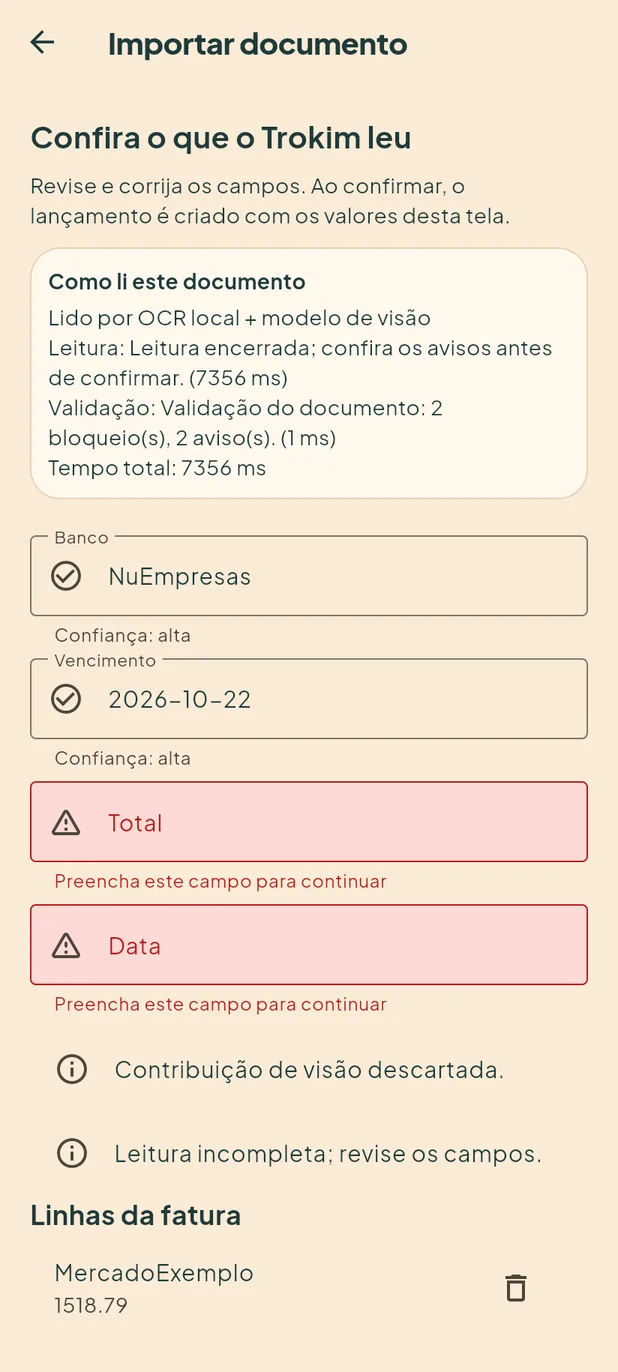 Importar documento
Confira o que o Trokim leu
Revise e corrija os campos. Ao confirmar, o
lançamento é criado com os valores desta tela.
Como li este documento
Lido por OCR local + modelo de visão
Leitura: Leitura encerrada; confira os avisos antes
de confirmar. (7356 ms)
Validação: Validação do documento: 2
bloqueio(s), 2 aviso(s). (1 ms)
Tempo total: 7356 ms
Banco
NuEmpresas
Confiança: alta
Vencimento
2026-10-22
Confiança: alta
Total
Preencha este campo para continuar
Data
Preencha este campo para continuar
Contribuição de visão descartada.
Leitura incompleta; revise os campos.
Linhas da fatura
MercadoExemplo
1518.79